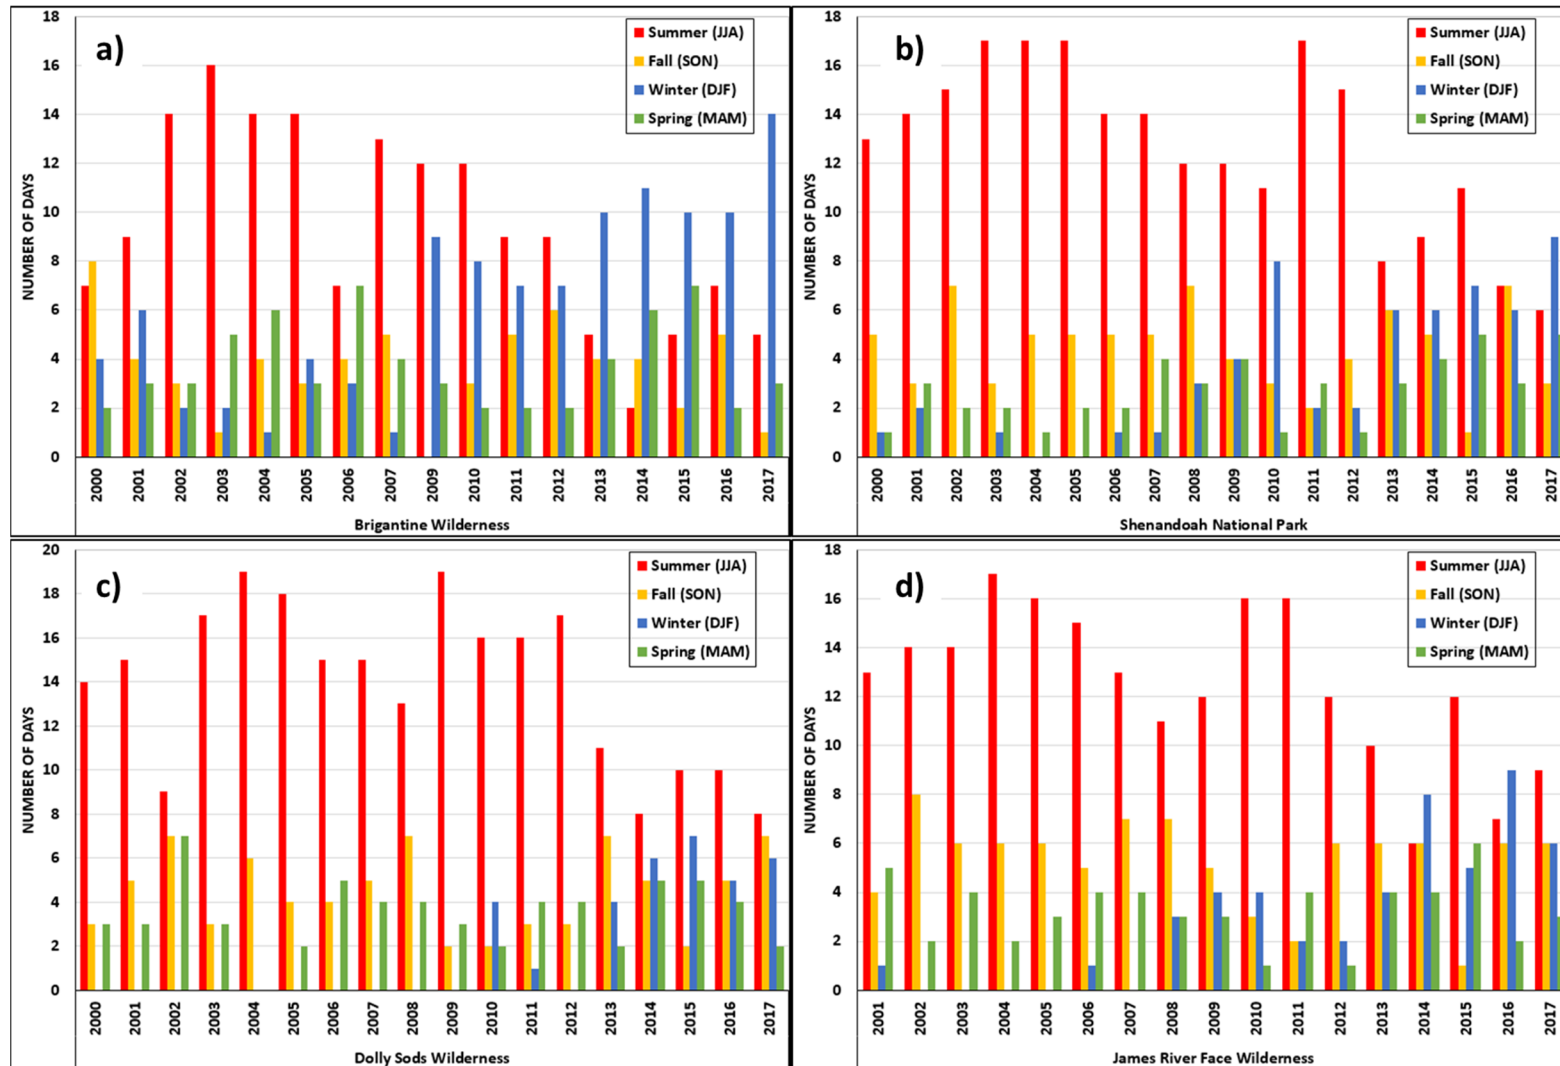 a)
Summer (JJA)
Fall (SON)
Winter (DJF)
Spring (MAM)
NUMBER OF DAYS
18
16
14
12
10
8
6
4
2
0
2000 2001 2002 2003 2004 2005 2006 2007 2009 2010 2011 2012 2013 2014 2015 2016 2017
Brigantine Wilderness
b)
Summer (JJA)
Fall (SON)
Winter (DJF)
Spring (MAM)
NUMBER OF DAYS
18
16
14
12
10
8
6
4
2
0
2000 2001 2002 2003 2004 2005 2006 2007 2008 2009 2010 2011 2012 2013 2014 2015 2016 2017
Shenandoah National Park
c)
Summer (JJA)
Fall (SON)
Winter (DJF)
Spring (MAM)
NUMBER OF DAYS
20
18
16
14
12
10
8
6
4
2
0
2000 2001 2002 2003 2004 2005 2006 2007 2008 2009 2010 2011 2012 2013 2014 2015 2016 2017
Dolly Sods Wilderness
d)
Summer (JJA)
Fall (SON)
Winter (DJF)
Spring (MAM)
NUMBER OF DAYS
18
16
14
12
10
8
6
4
2
0
2001 2002 2003 2004 2005 2006 2007 2008 2009 2010 2011 2012 2013 2014 2015 2016 2017
James River Face Wilderness